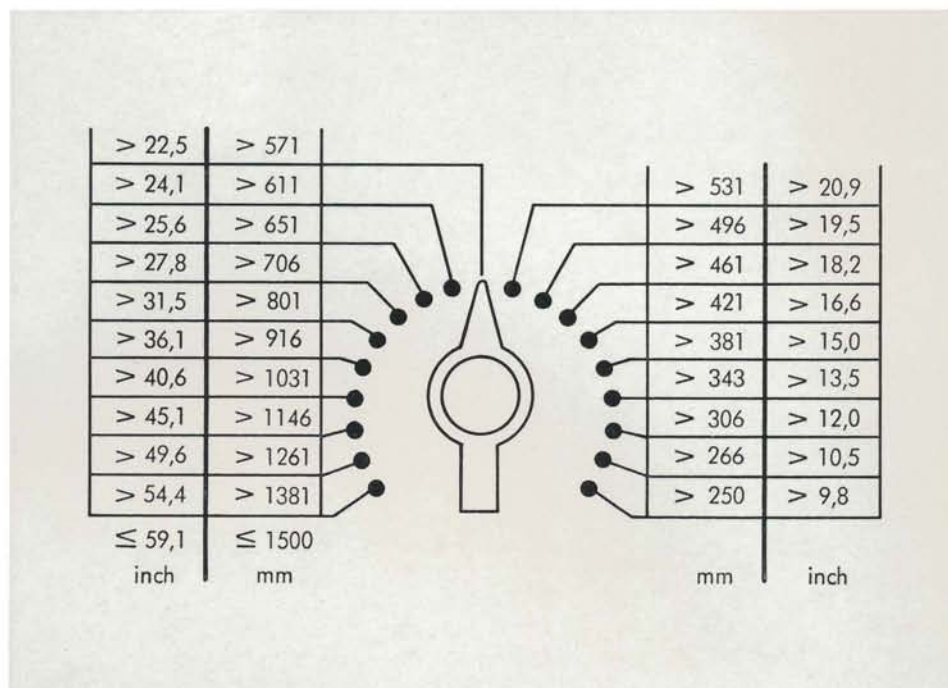 > 22,5 > 571
> 24,1 > 611
> 25,6 > 651
> 27,8 > 706
> 31,5 > 801
> 36,1 > 916
> 40,6 > 1031
> 45,1 > 1146
> 49,6 > 1261
> 54,4 > 1381
≤ 59,1 ≤ 1500
inch mm
> 531 > 20,9
> 496 > 19,5
> 461 > 18,2
> 421 > 16,6
> 381 > 15,0
> 343 > 13,5
> 306 > 12,0
> 266 > 10,5
> 250 > 9,8
mm inch